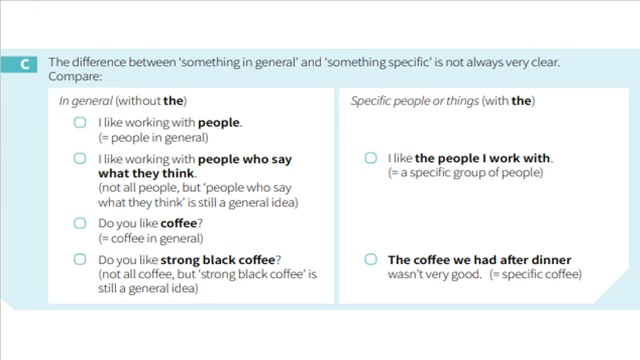 C
The difference between 'something in general' and 'something specific' is not always very clear.
Compare:
In general (without the)
I like working with people.
(= people in general)
I like working with people who say
what they think.
(not all people, but 'people who say
what they think' is still a general idea)
Do you like coffee?
(= coffee in general)
Do you like strong black coffee?
(not all coffee, but 'strong black coffee' is
still a general idea)
Specific people or things (with the)
I like the people I work with.
(= a specific group of people)
The coffee we had after dinner
wasn't very good. (= specific coffee)